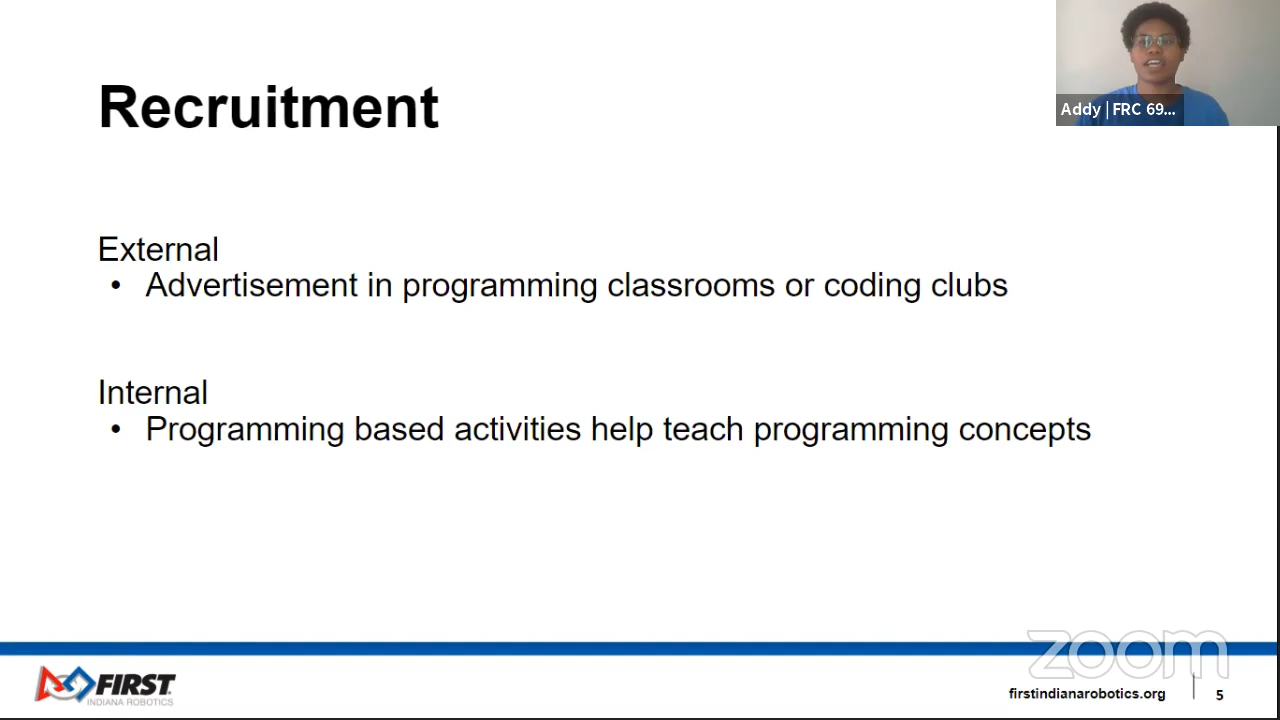 Recruitment
Addy | FRC 69...
External
• Advertisement in programming classrooms or coding clubs
Internal
• Programming based activities help teach programming concepts
zoom
FIRST
INDIANA ROBOTICS
firstindianarobotics.org
5